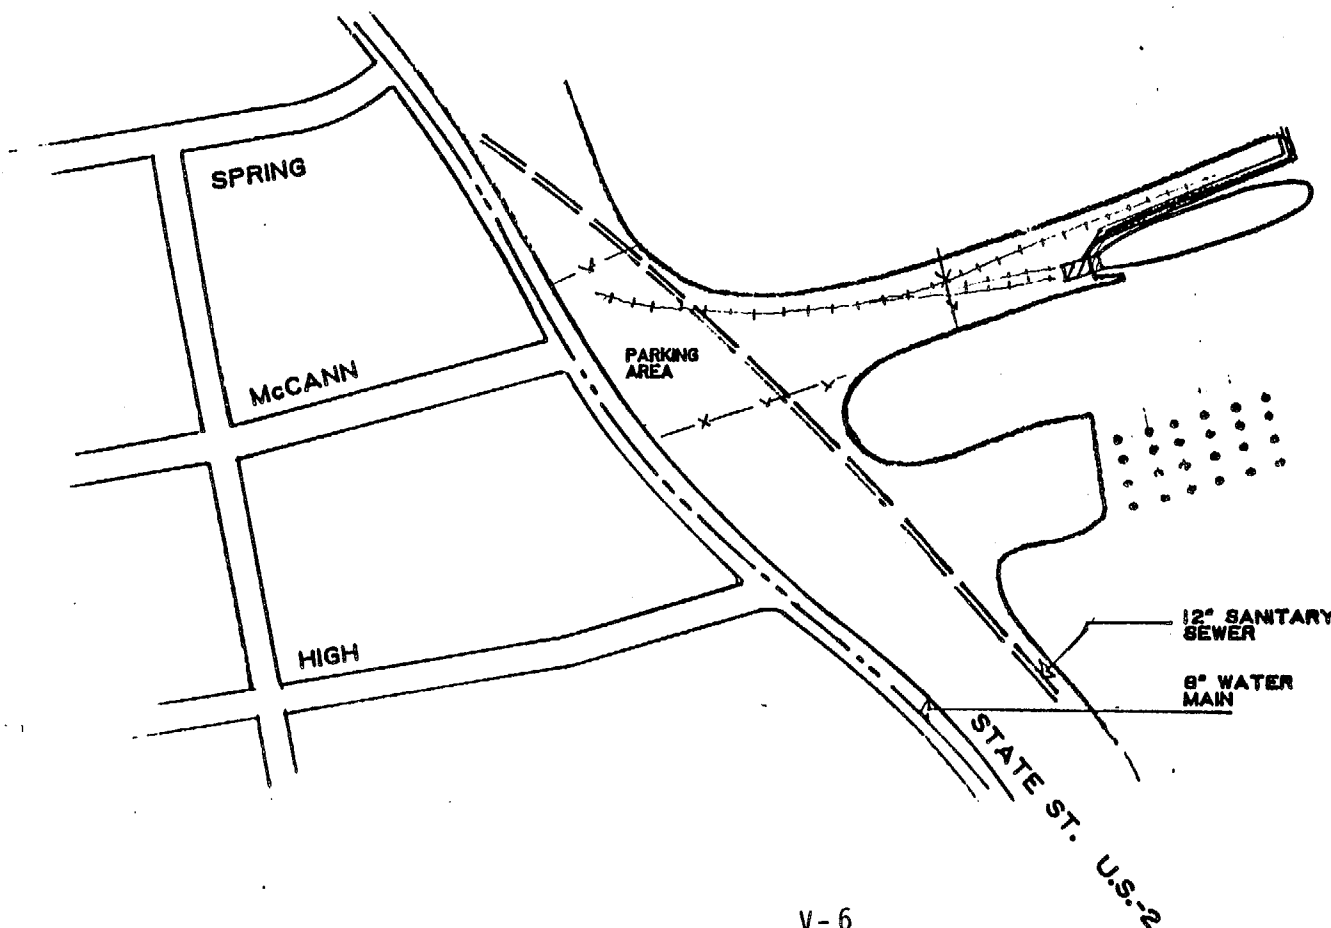 SPRING
McCANN
PARKING
AREA
HIGH
12" SANITARY
SEWER
8" WATER
MAIN
STATE ST. U.S.-2
V-6